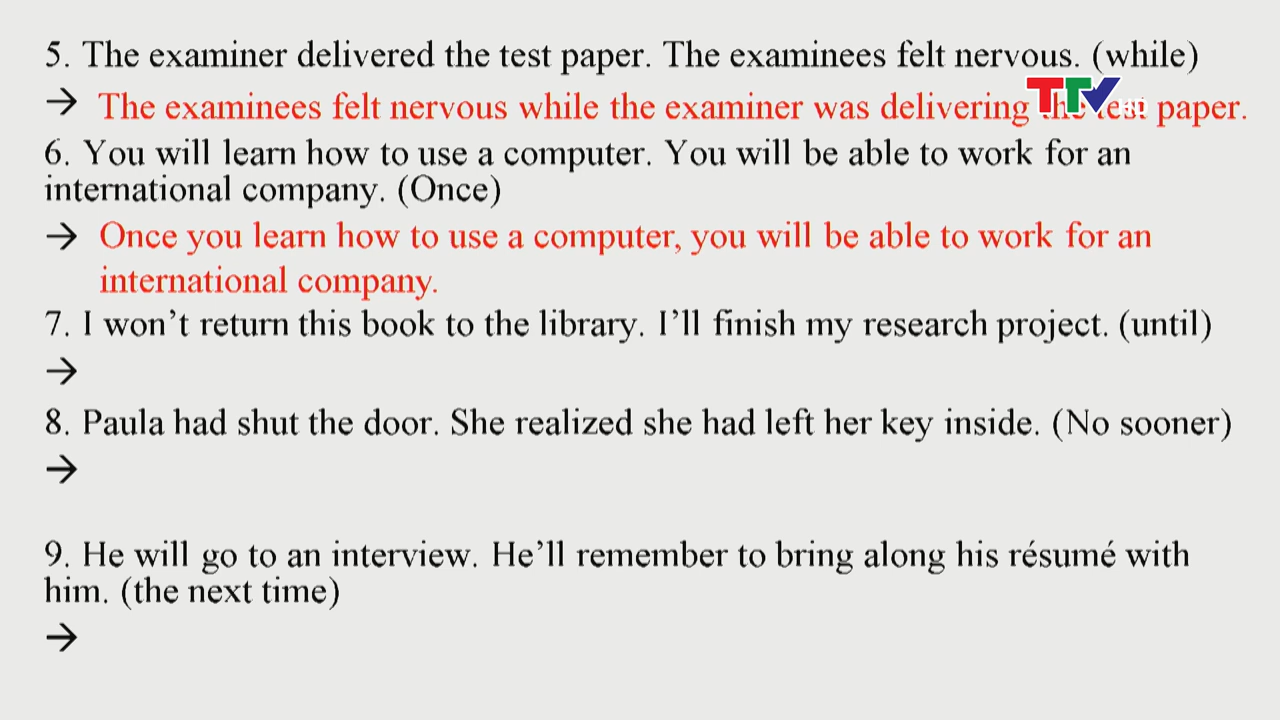 5. The examiner delivered the test paper. The examinees felt nervous. (while)
→ The examinees felt nervous while the examiner was delivering the test paper.
TTV
HD
6. You will learn how to use a computer. You will be able to work for an
international company. (Once)
→ Once you learn how to use a computer, you will be able to work for an
international company.
7. I won’t return this book to the library. I’ll finish my research project. (until)
→
8. Paula had shut the door. She realized she had left her key inside. (No sooner)
→
9. He will go to an interview. He’ll remember to bring along his résumé with
him. (the next time)
→